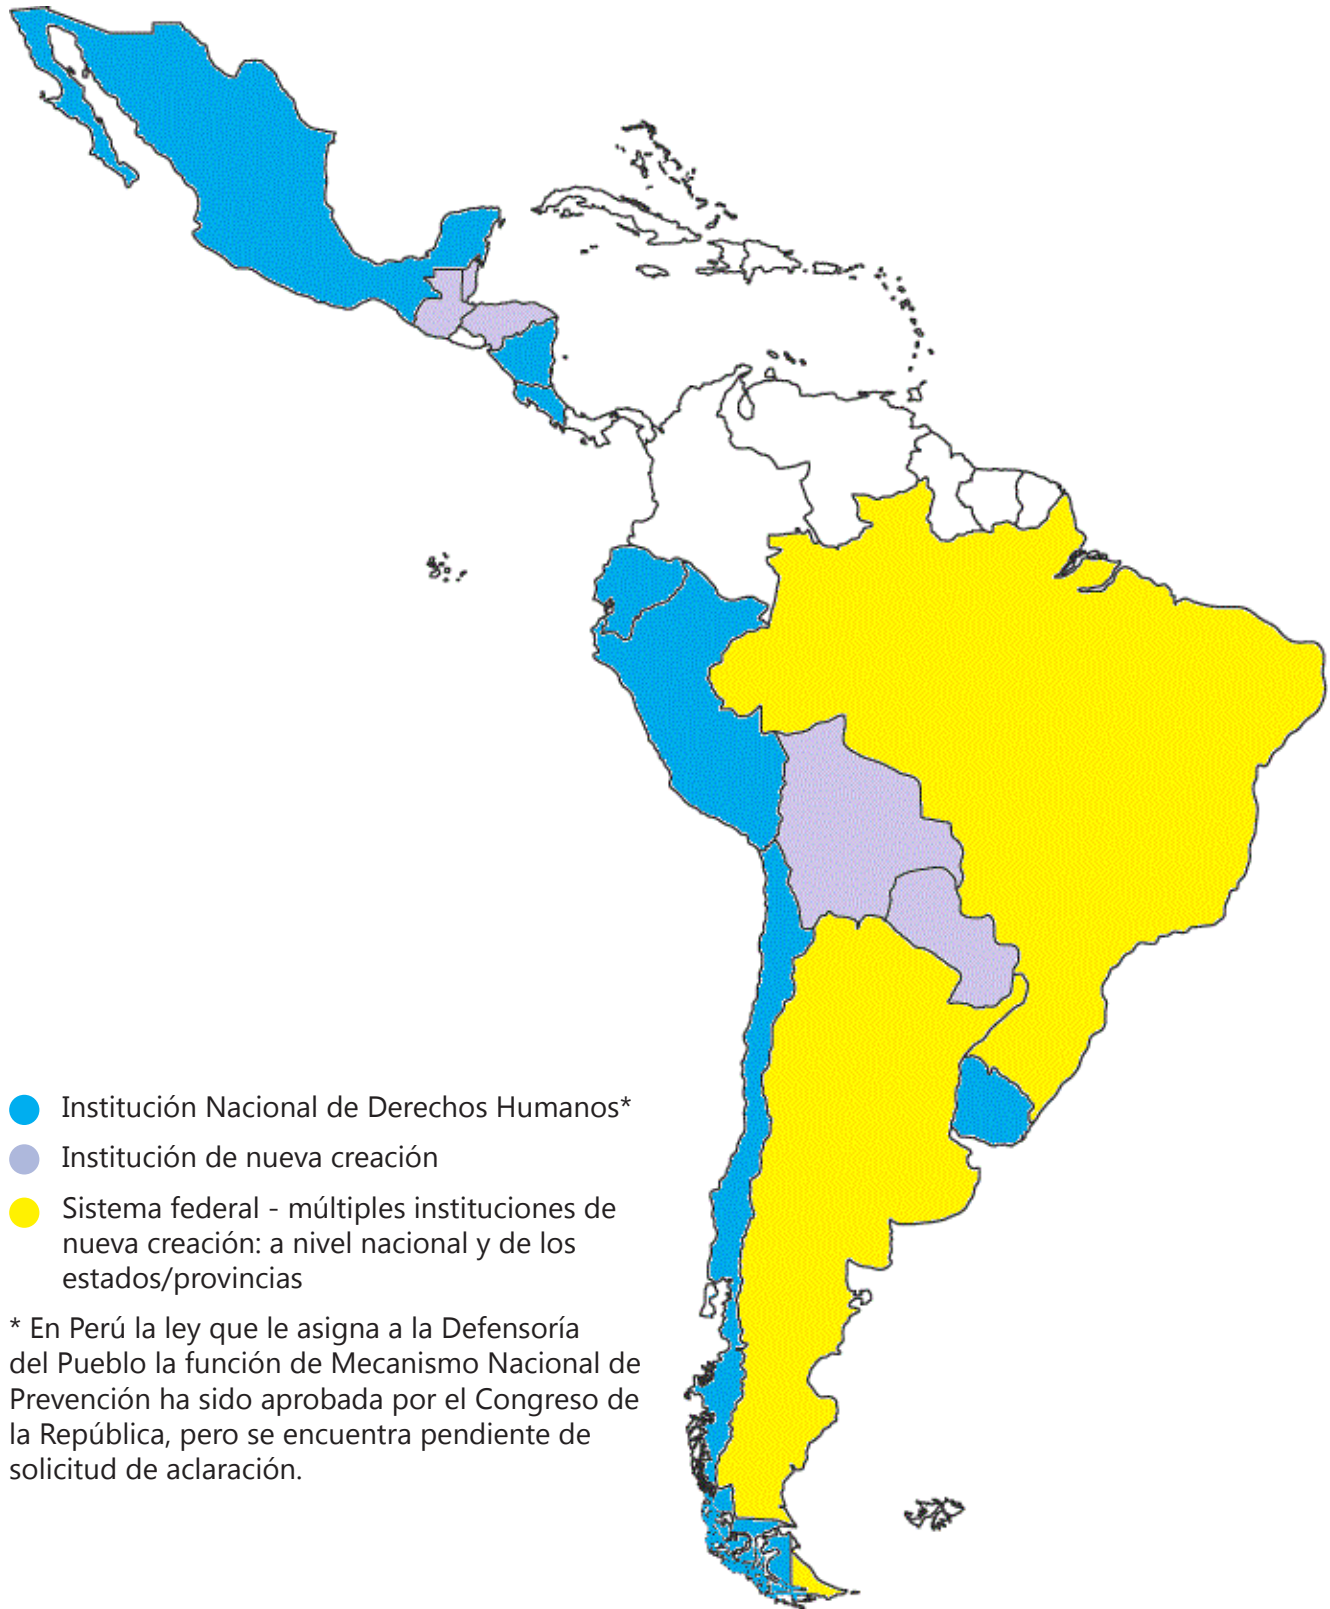 Institución Nacional de Derechos Humanos*
Institución de nueva creación
Sistema federal - múltiples instituciones de
nueva creación: a nivel nacional y de los
estados/provincias
* En Perú la ley que le asigna a la Defensoría
del Pueblo la función de Mecanismo Nacional de
Prevención ha sido aprobada por el Congreso de
la República, pero se encuentra pendiente de
solicitud de aclaración.